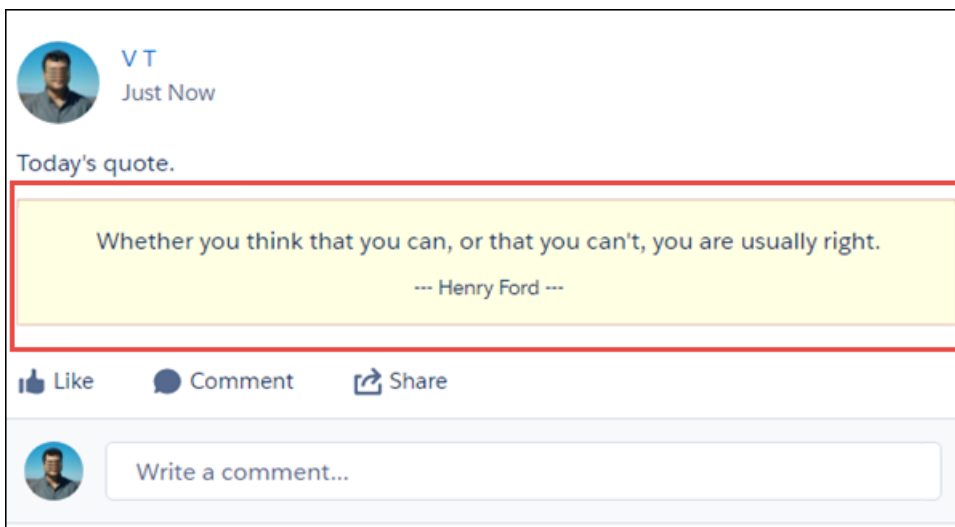 V T
Just Now
Today's quote.
Whether you think that you can, or that you can't, you are usually right.
--- Henry Ford ---
Like Comment Share
Write a comment...